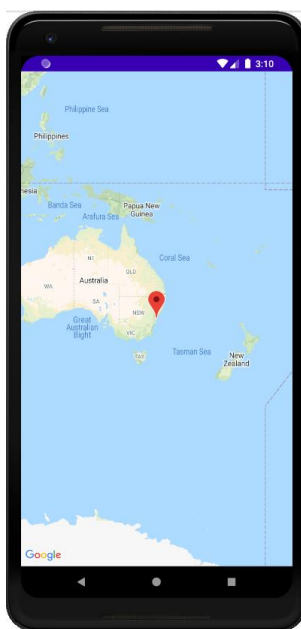 3:10
Philippine Sea
Philippines
nesia
Banda Sea
Papua New
Guinea
Arafura Sea
Coral Sea
NT
QLD
Australia
WA
SA
NSW
Great
Australian
Bight
VIC
TAS
Tasman Sea
New
Zealand
Google